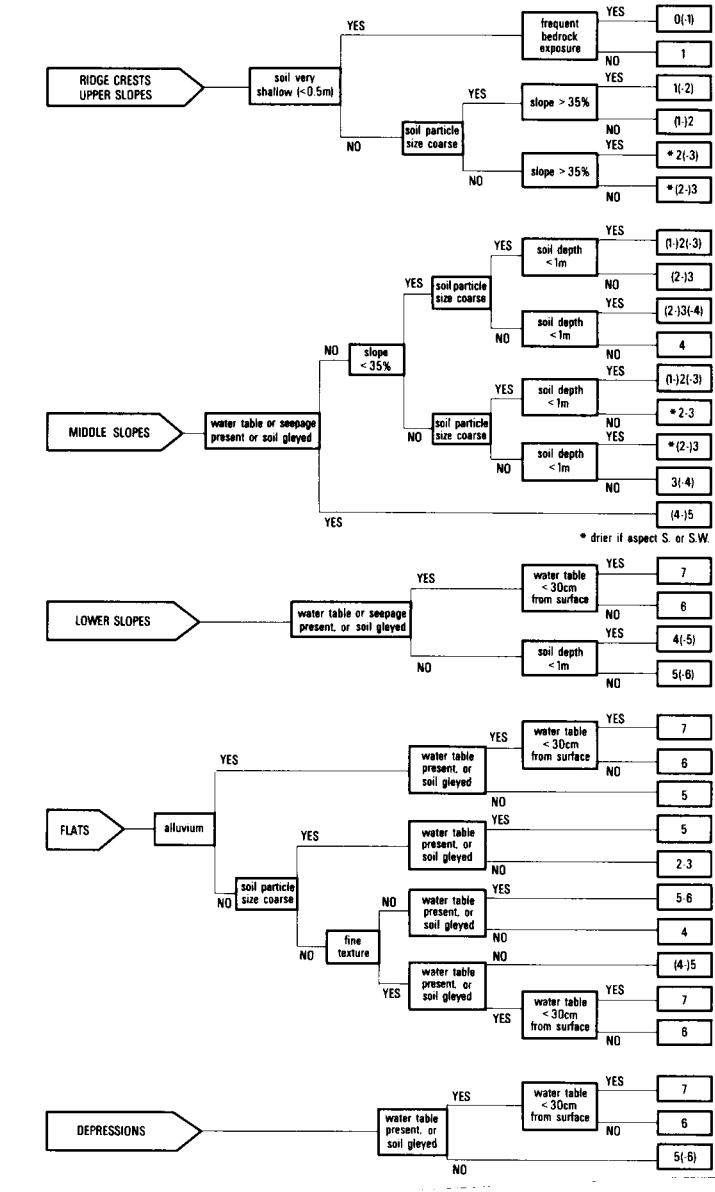 YES
frequent
bedrock
exposure
0(-1)
NO
1
YES
RIDGE CRESTS
UPPER SLOPES
soil very
shallow (<0.5m)
YES
slope > 35%
YES
1(-2)
NO
(1-)2
NO
soil particle
size coarse
NO
slope > 35%
YES
* 2(-3)
NO
* (2-)3
MIDDLE SLOPES
water table or seepage
present or soil gleyed
NO
slope
< 35%
YES
soil particle
size coarse
YES
soil depth
< 1m
YES
(1-)2(-3)
NO
(2-)3
NO
soil depth
< 1m
YES
(2-)3(-4)
NO
4
NO
soil particle
size coarse
YES
soil depth
< 1m
YES
(1-)2(-3)
NO
* 2-3
NO
soil depth
< 1m
YES
* (2-)3
NO
3(-4)
YES
(4-)5
* drier if aspect S. or S.W.
LOWER SLOPES
water table or seepage
present, or soil gleyed
YES
water table
< 30cm
from surface
YES
7
NO
6
NO
soil depth
< 1m
YES
4(-5)
NO
5(-6)
FLATS
alluvium
YES
water table
present, or
soil gleyed
YES
water table
< 30cm
from surface
YES
7
NO
6
NO
5
NO
soil particle
size coarse
YES
water table
present, or
soil gleyed
YES
5
NO
2-3
NO
fine
texture
NO
water table
present, or
soil gleyed
YES
5-6
NO
4
YES
water table
present, or
soil gleyed
NO
(4-)5
YES
water table
< 30cm
from surface
YES
7
NO
6
DEPRESSIONS
water table
present, or
soil gleyed
YES
water table
< 30cm
from surface
YES
7
NO
6
NO
5(-6)